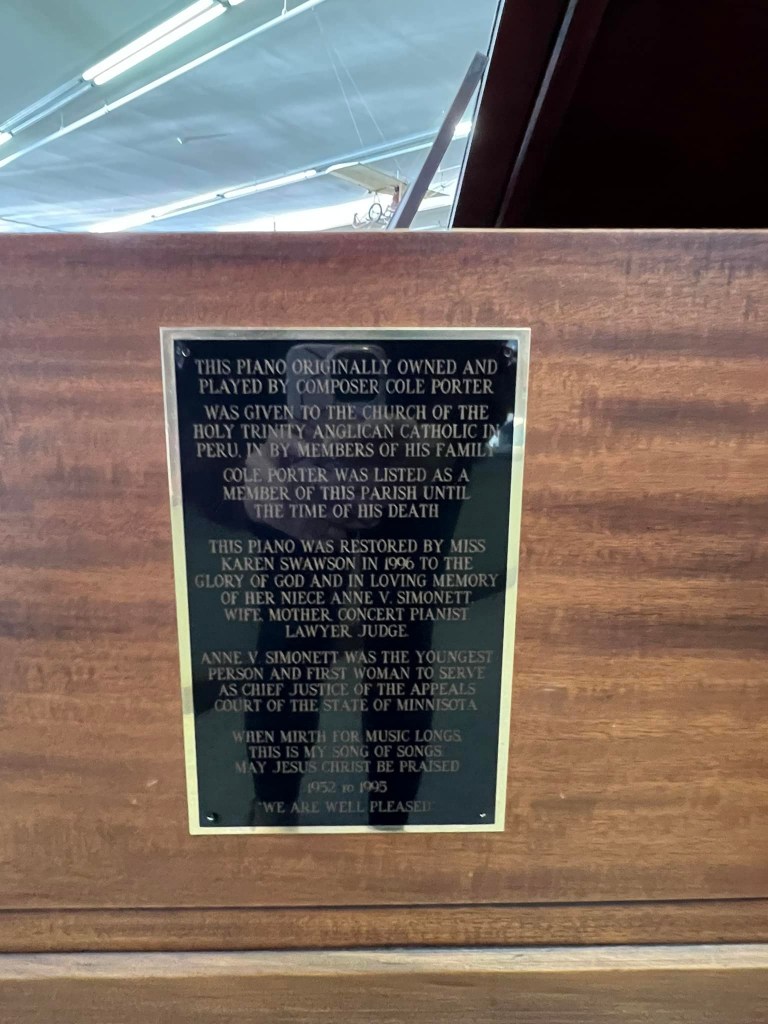 THIS PIANO ORIGINALLY OWNED AND
PLAYED BY COMPOSER COLE PORTER
WAS GIVEN TO THE CHURCH OF THE
HOLY TRINITY ANGLICAN CATHOLIC IN
PERU, IN BY MEMBERS OF HIS FAMILY
COLE PORTER WAS LISTED AS A
MEMBER OF THIS PARISH UNTIL
THE TIME OF HIS DEATH
THIS PIANO WAS RESTORED BY MISS
KAREN SWAWSON IN 1996 TO THE
GLORY OF GOD AND IN LOVING MEMORY
OF HER NIECE ANNE V. SIMONETT,
WIFE, MOTHER, CONCERT PIANIST
LAWYER, JUDGE
ANNE V. SIMONETT WAS THE YOUNGEST
PERSON AND FIRST WOMAN TO SERVE
AS CHIEF JUSTICE OF THE APPEALS
COURT OF THE STATE OF MINNISOTA
WHEN MIRTH FOR MUSIC LONGS,
THIS IS MY SONG OF SONGS.
MAY JESUS CHRIST BE PRAISED
1952 TO 1995
"WE ARE WELL PLEASED"